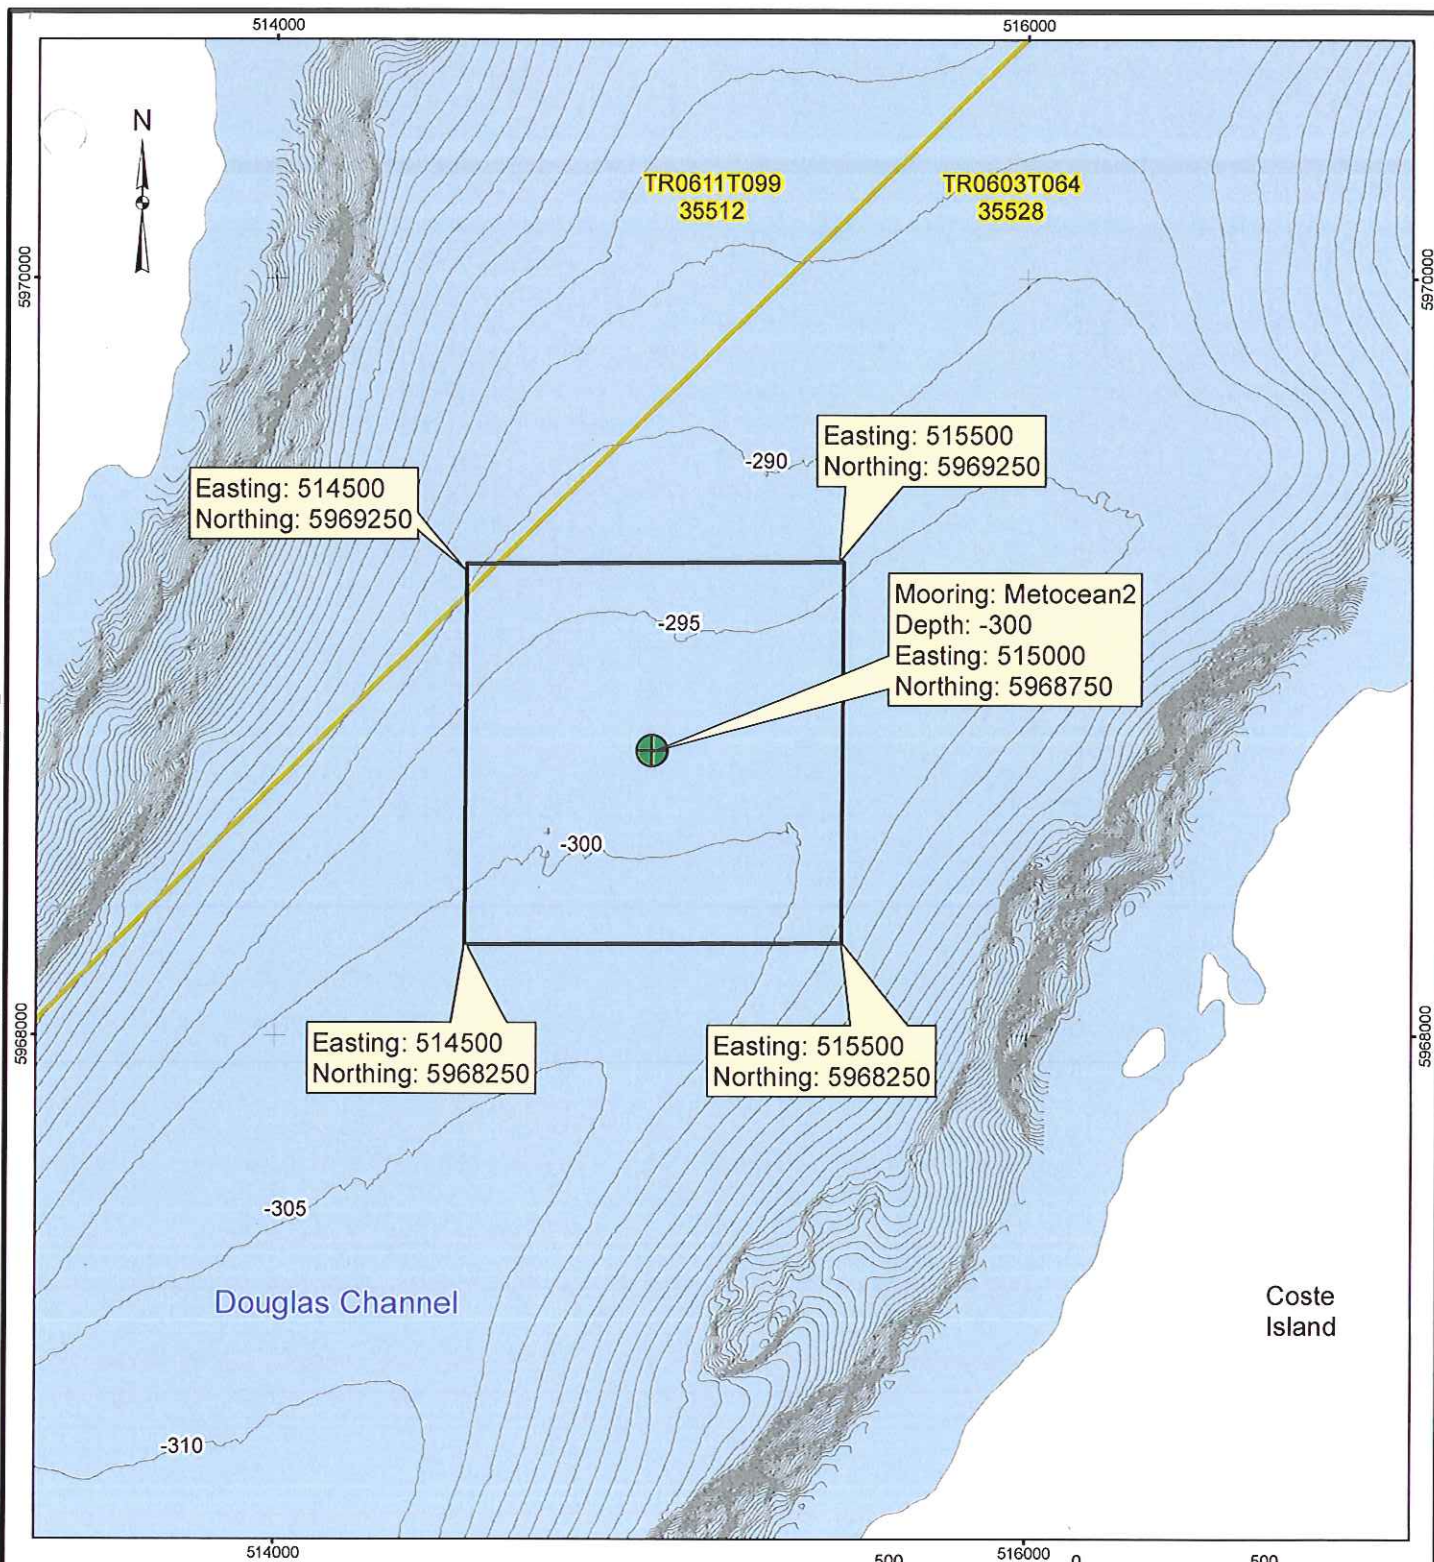 514000
516000
N
TR0611T099
35512
TR0603T064
35528
5970000
5970000
Easting: 515500
Northing: 5969250
-290
Easting: 514500
Northing: 5969250
Mooring: Metocean2
Depth: -300
Easting: 515000
Northing: 5968750
-295
-300
5968000
5968000
Easting: 514500
Northing: 5968250
Easting: 515500
Northing: 5968250
-305
Douglas Channel
Coste
Island
-310
514000
516000
500
0
500